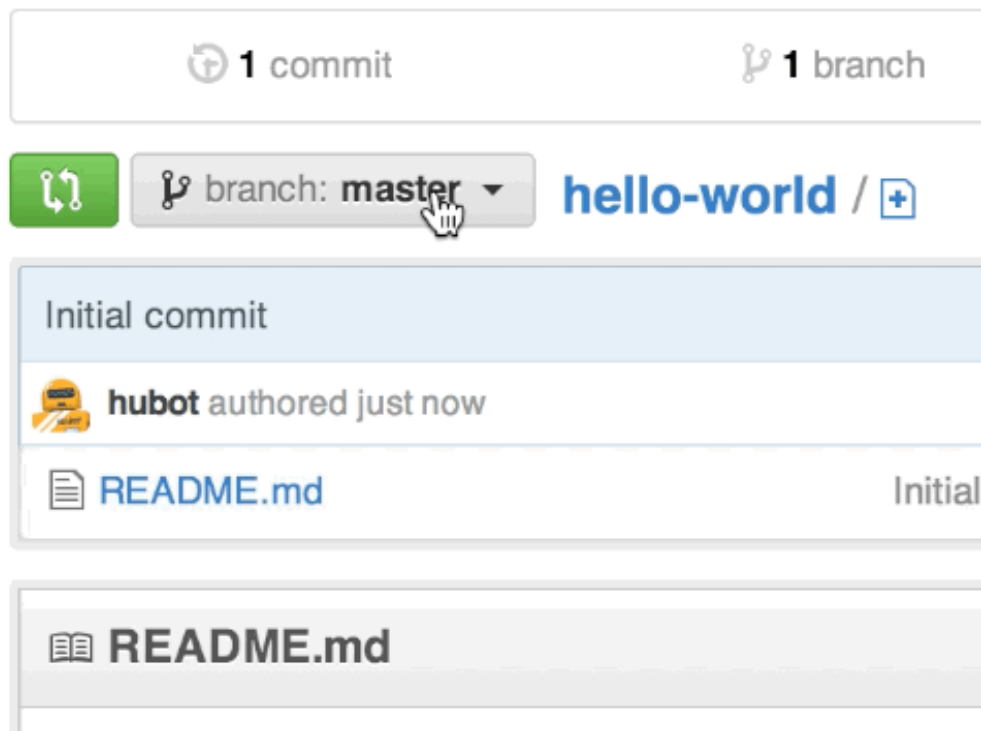 1 commit 1 branch
branch: master hello-world /
Initial commit
hubot authored just now
README.md Initial
README.md